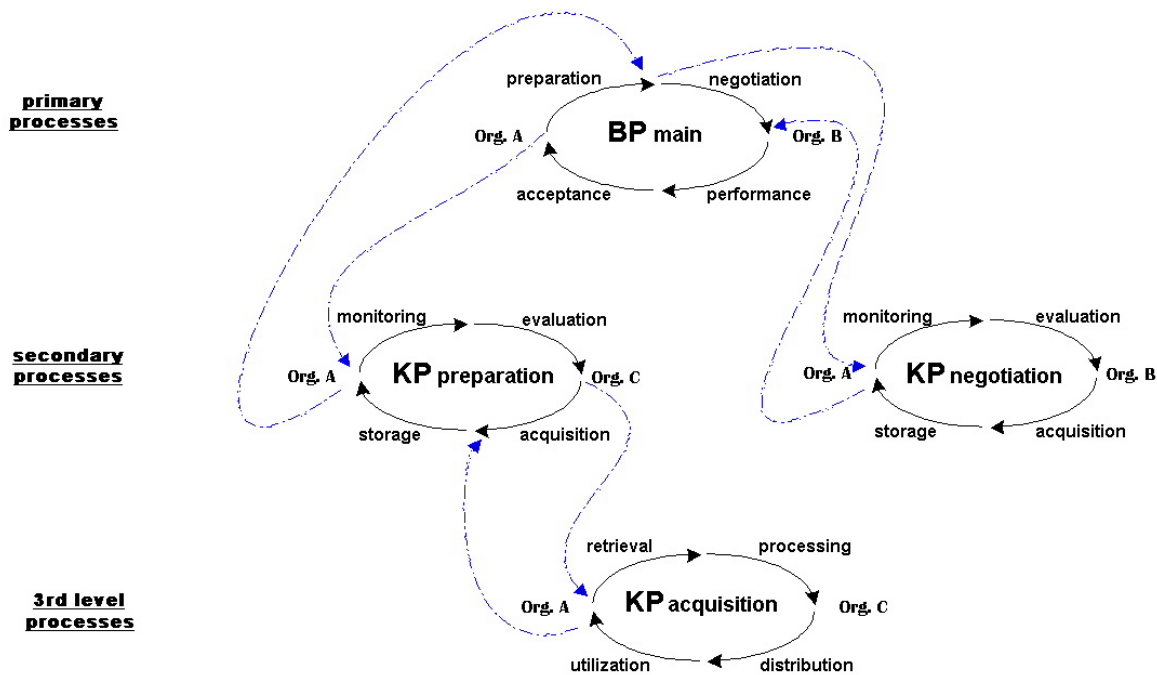 preparation
negotiation
primary
processes
Org. A
BP main
Org. B
acceptance
performance
monitoring
evaluation
monitoring
evaluation
secondary
processes
Org. A
KP preparation
Org. C
Org. A
KP negotiation
Org. B
storage
acquisition
storage
acquisition
retrieval
processing
3rd level
processes
Org. A
KP acquisition
Org. C
utilization
distribution